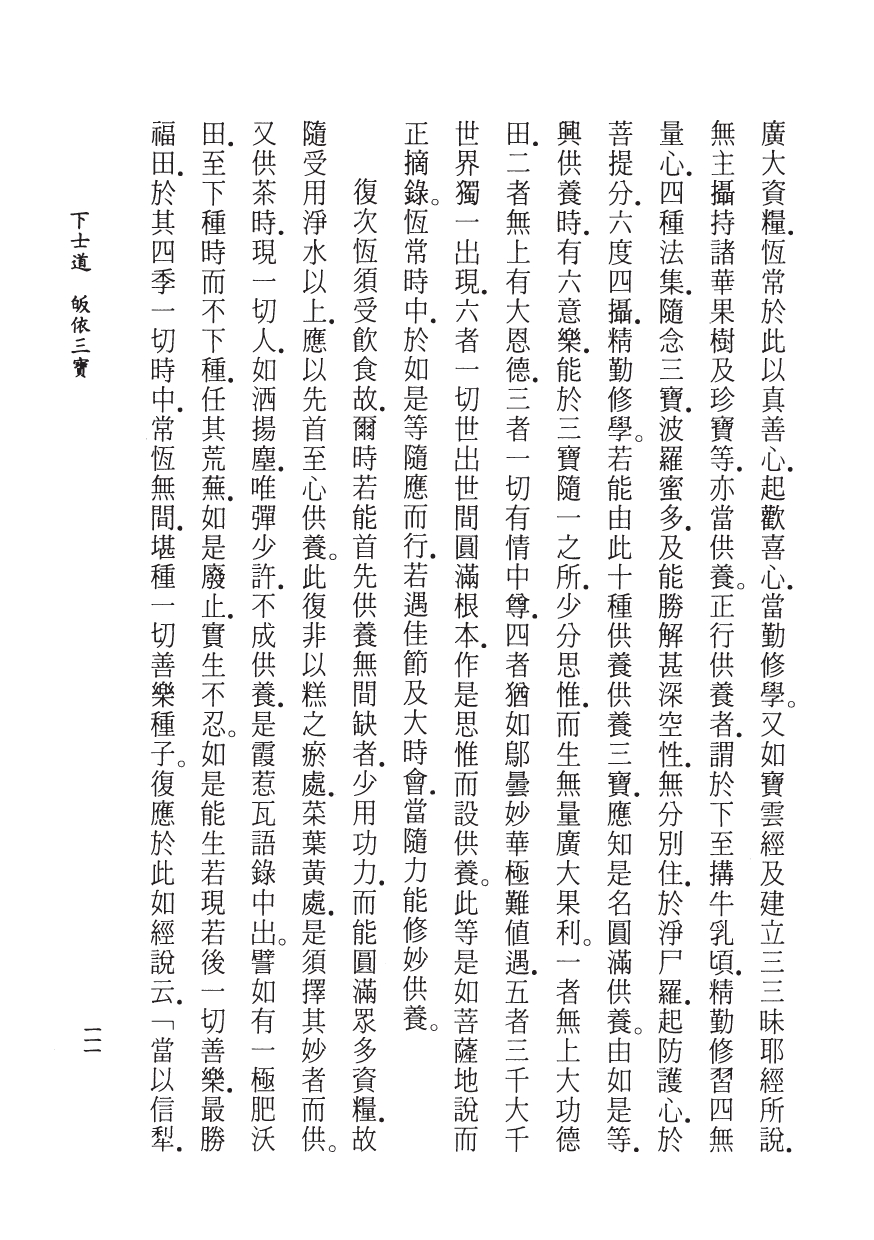 廣大資糧．恆常於此以真善心．起歡喜心．當勤修學。又如寶雲經及建立三三昧耶經所說．
無主攝持諸華果樹及珍寶等．亦當供養。正行供養者．謂於下至搆牛乳頃．精勤修習四無
量心．四種法集．隨念三寶．波羅蜜多．及能勝解甚深空性．無分別住．於淨尸羅．起防護心．於
菩提分．六度四攝．精勤修學。若能由此十種供養供養三寶．應知是名圓滿供養。由如是等．
興供養時．有六意樂．能於三寶隨一之所．少分思惟．而生無量廣大果利。一者無上大功德
田．二者無上有大恩德．三者一切有情中尊．四者猶如鄔曇妙華極難值遇．五者三千大千
世界獨一出現．六者一切世出世間圓滿根本．作是思惟而設供養。此等是如菩薩地說而
正摘錄。恆常時中．於如是等隨應而行．若遇佳節及大時會．當隨力能修妙供養。
復次恆須受飲食故．爾時若能首先供養無間缺者．少用功力．而能圓滿眾多資糧．故
隨受用淨水以上．應以先首至心供養。此復非以糕之瘀處．菜葉黃處．是須擇其妙者而供。
又供茶時．現一切人．如洒揚塵．唯彈少許．不成供養．是霞惹瓦語錄中出。譬如有一極肥沃
田．至下種時而不下種．任其荒蕪．如是廢止．實生不忍。如是能生若現若後一切善樂．最勝
福田．於其四季一切時中．常恆無間．堪種一切善樂種子。復應於此如經說云．「當以信犁．
下士道　皈依三寶
一一一